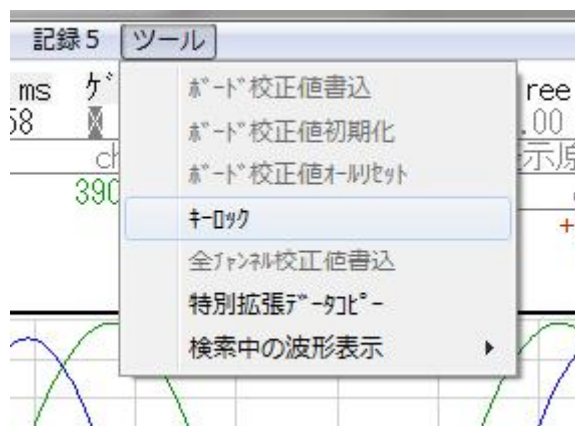 記録5 ツール
ms ｹﾞ
58
ch
390
ree
.00
示原
+
ﾎﾞｰﾄﾞ校正値書込
ﾎﾞｰﾄﾞ校正値初期化
ﾎﾞｰﾄﾞ校正値ｵｰﾙﾘｾｯﾄ
ｷｰﾛｯｸ
全ﾁｬﾝﾈﾙ校正値書込
特別拡張ﾃﾞｰﾀｺﾋﾟｰ
検索中の波形表示